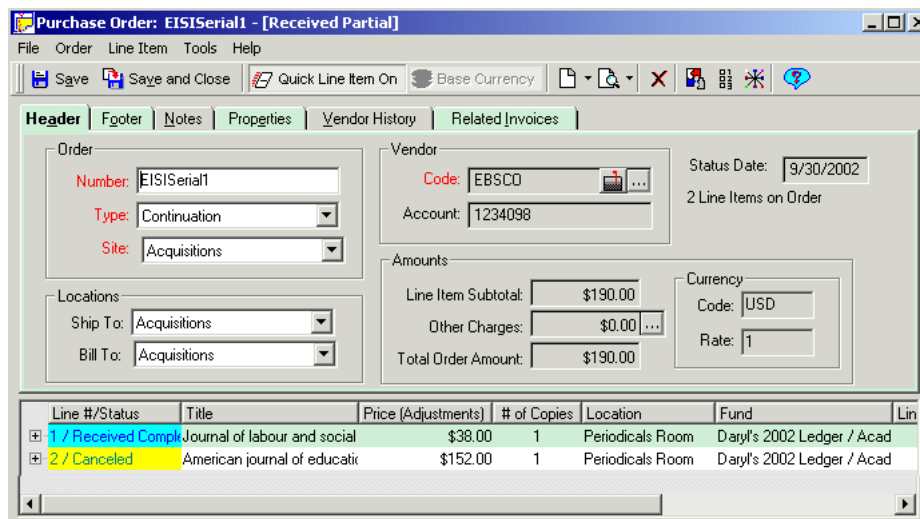 Purchase Order: EISISerial1 - [Received Partial]
File Order Line Item Tools Help
Save Save and Close Quick Line Item On Base Currency
Header Footer Notes Properties Vendor History Related Invoices
Order
Number: EISISerial1
Type: Continuation
Site: Acquisitions
Locations
Ship To: Acquisitions
Bill To: Acquisitions
Vendor
Code: EBSCO ...
Account: 1234098
Status Date: 9/30/2002
2 Line Items on Order
Amounts
Line Item Subtotal: $190.00
Other Charges: $0.00 ...
Total Order Amount: $190.00
Currency
Code: USD
Rate: 1
Line #/Status Title Price (Adjustments) # of Copies Location Fund Lin
1 / Received Comple Journal of labour and social $38.00 1 Periodicals Room Daryl's 2002 Ledger / Acad
2 / Canceled American journal of educatic $152.00 1 Periodicals Room Daryl's 2002 Ledger / Acad